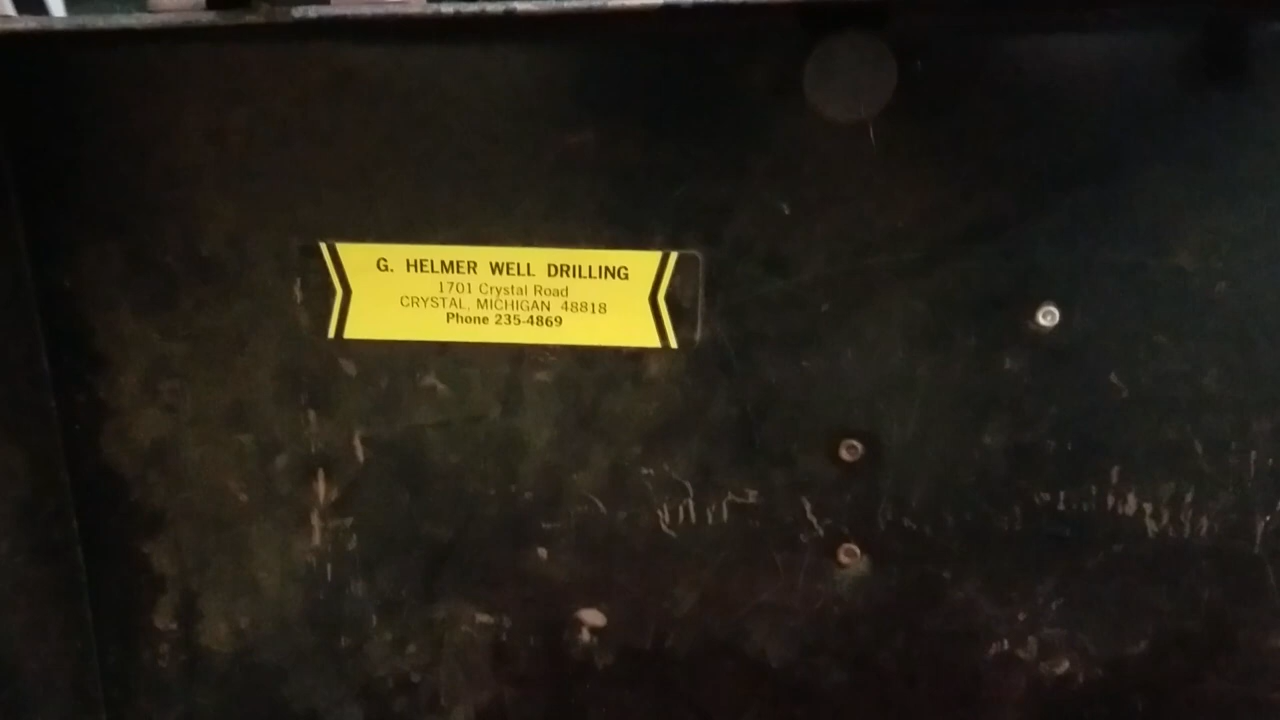 G. HELMER WELL DRILLING
1701 Crystal Road
CRYSTAL, MICHIGAN 48818
Phone 235-4869